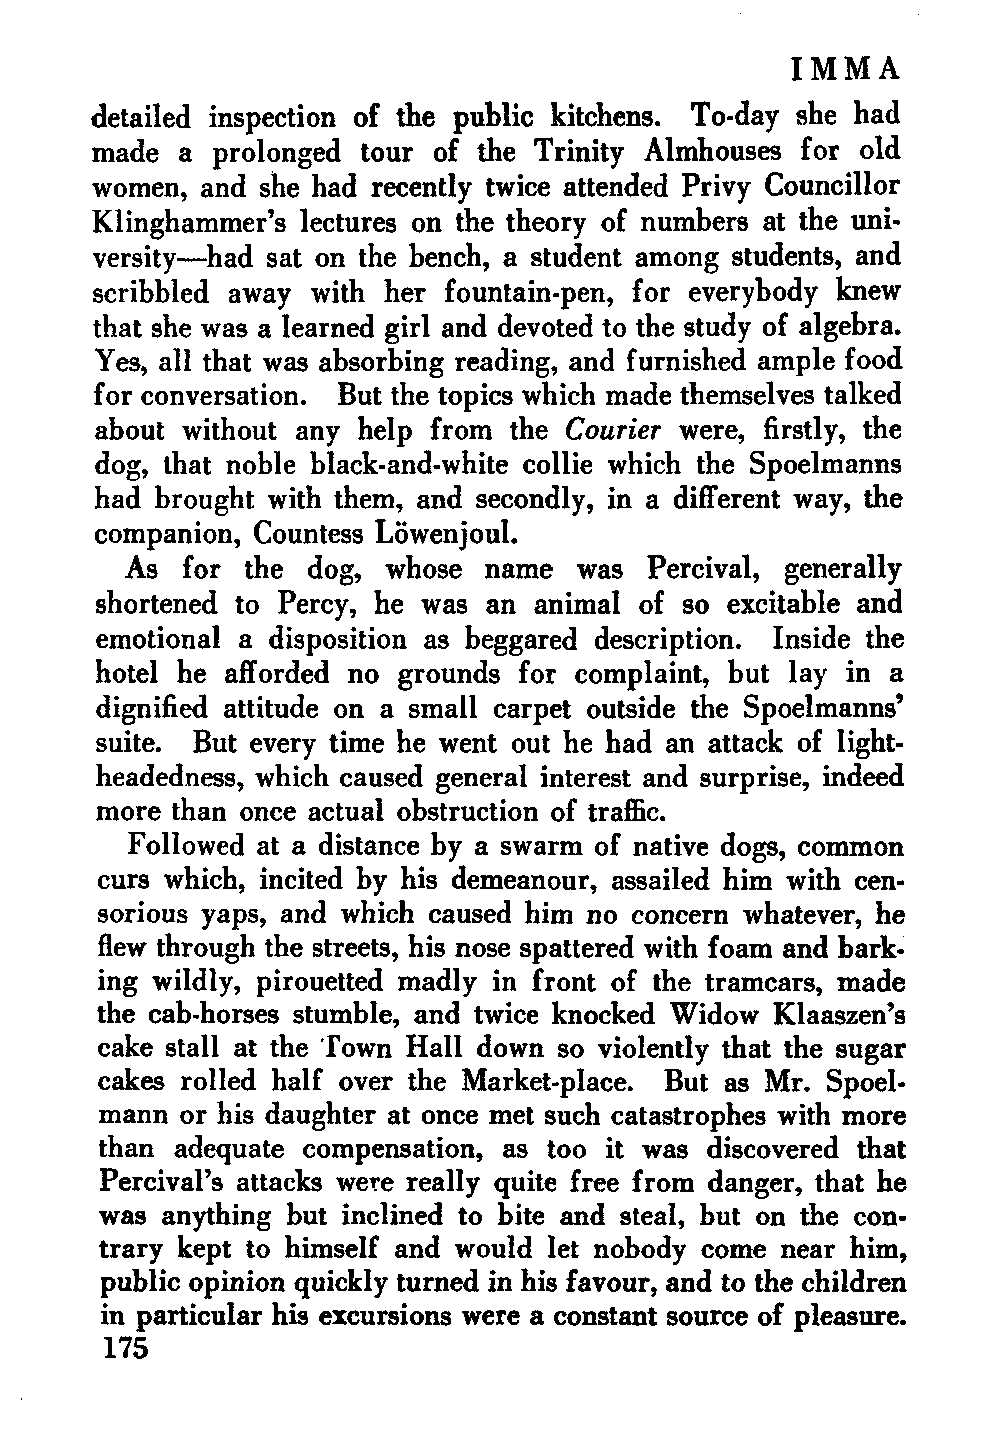 IMMA
detailed inspection of the public kitchens. To-day she had
made a prolonged tour of the Trinity Almhouses for old
women, and she had recently twice attended Privy Councillor
Klinghammer's lectures on the theory of numbers at the uni-
versity—had sat on the bench, a student among students, and
scribbled away with her fountain-pen, for everybody knew
that she was a learned girl and devoted to the study of algebra.
Yes, all that was absorbing reading, and furnished ample food
for conversation. But the topics which made themselves talked
about without any help from the Courier were, firstly, the
dog, that noble black-and-white collie which the Spoelmanns
had brought with them, and secondly, in a different way, the
companion, Countess Löwenjoul.
As for the dog, whose name was Percival, generally
shortened to Percy, he was an animal of so excitable and
emotional a disposition as beggared description. Inside the
hotel he afforded no grounds for complaint, but lay in a
dignified attitude on a small carpet outside the Spoelmanns'
suite. But every time he went out he had an attack of light-
headedness, which caused general interest and surprise, indeed
more than once actual obstruction of traffic.
Followed at a distance by a swarm of native dogs, common
curs which, incited by his demeanour, assailed him with cen-
sorious yaps, and which caused him no concern whatever, he
flew through the streets, his nose spattered with foam and bark-
ing wildly, pirouetted madly in front of the tramcars, made
the cab-horses stumble, and twice knocked Widow Klaaszen's
cake stall at the Town Hall down so violently that the sugar
cakes rolled half over the Market-place. But as Mr. Spoel-
mann or his daughter at once met such catastrophes with more
than adequate compensation, as too it was discovered that
Percival's attacks were really quite free from danger, that he
was anything but inclined to bite and steal, but on the con-
trary kept to himself and would let nobody come near him,
public opinion quickly turned in his favour, and to the children
in particular his excursions were a constant source of pleasure.
175